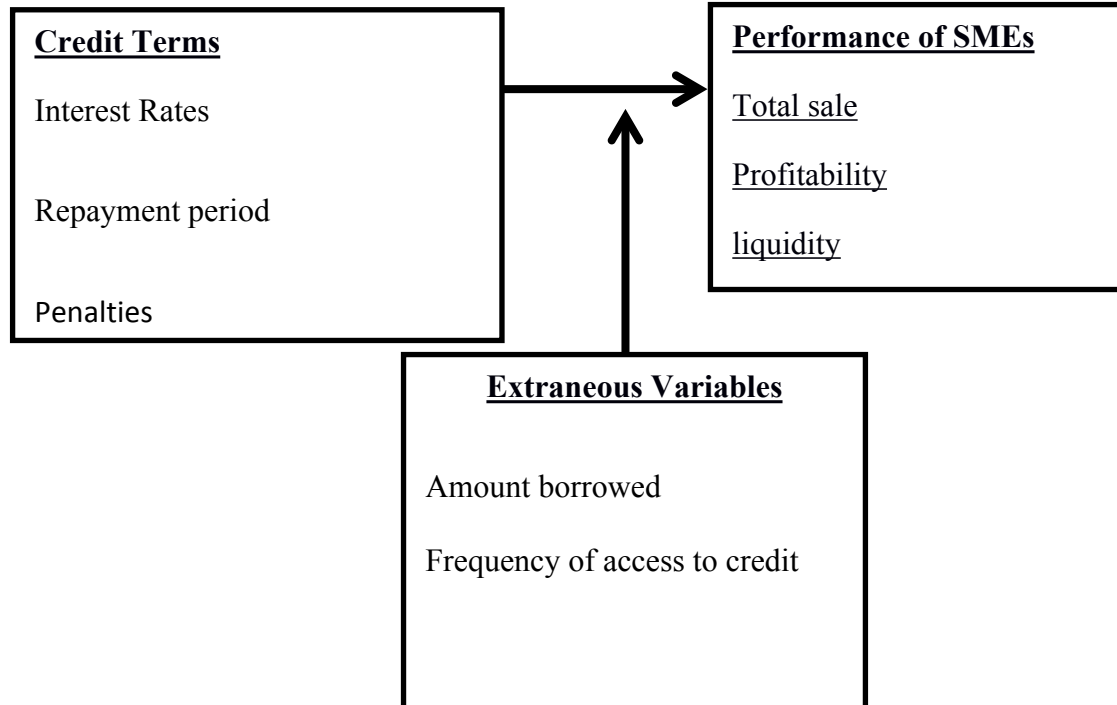 Credit Terms
Interest Rates
Repayment period
Penalties
Performance of SMEs
Total sale
Profitability
liquidity
Extraneous Variables
Amount borrowed
Frequency of access to credit